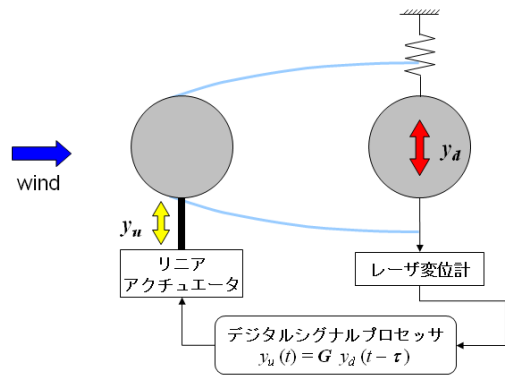 wind
y_u
y_d
リニア
アクチュエータ
レーザ変位計
デジタルシグナルプロセッサ
y_u (t) = G y_d (t − τ)